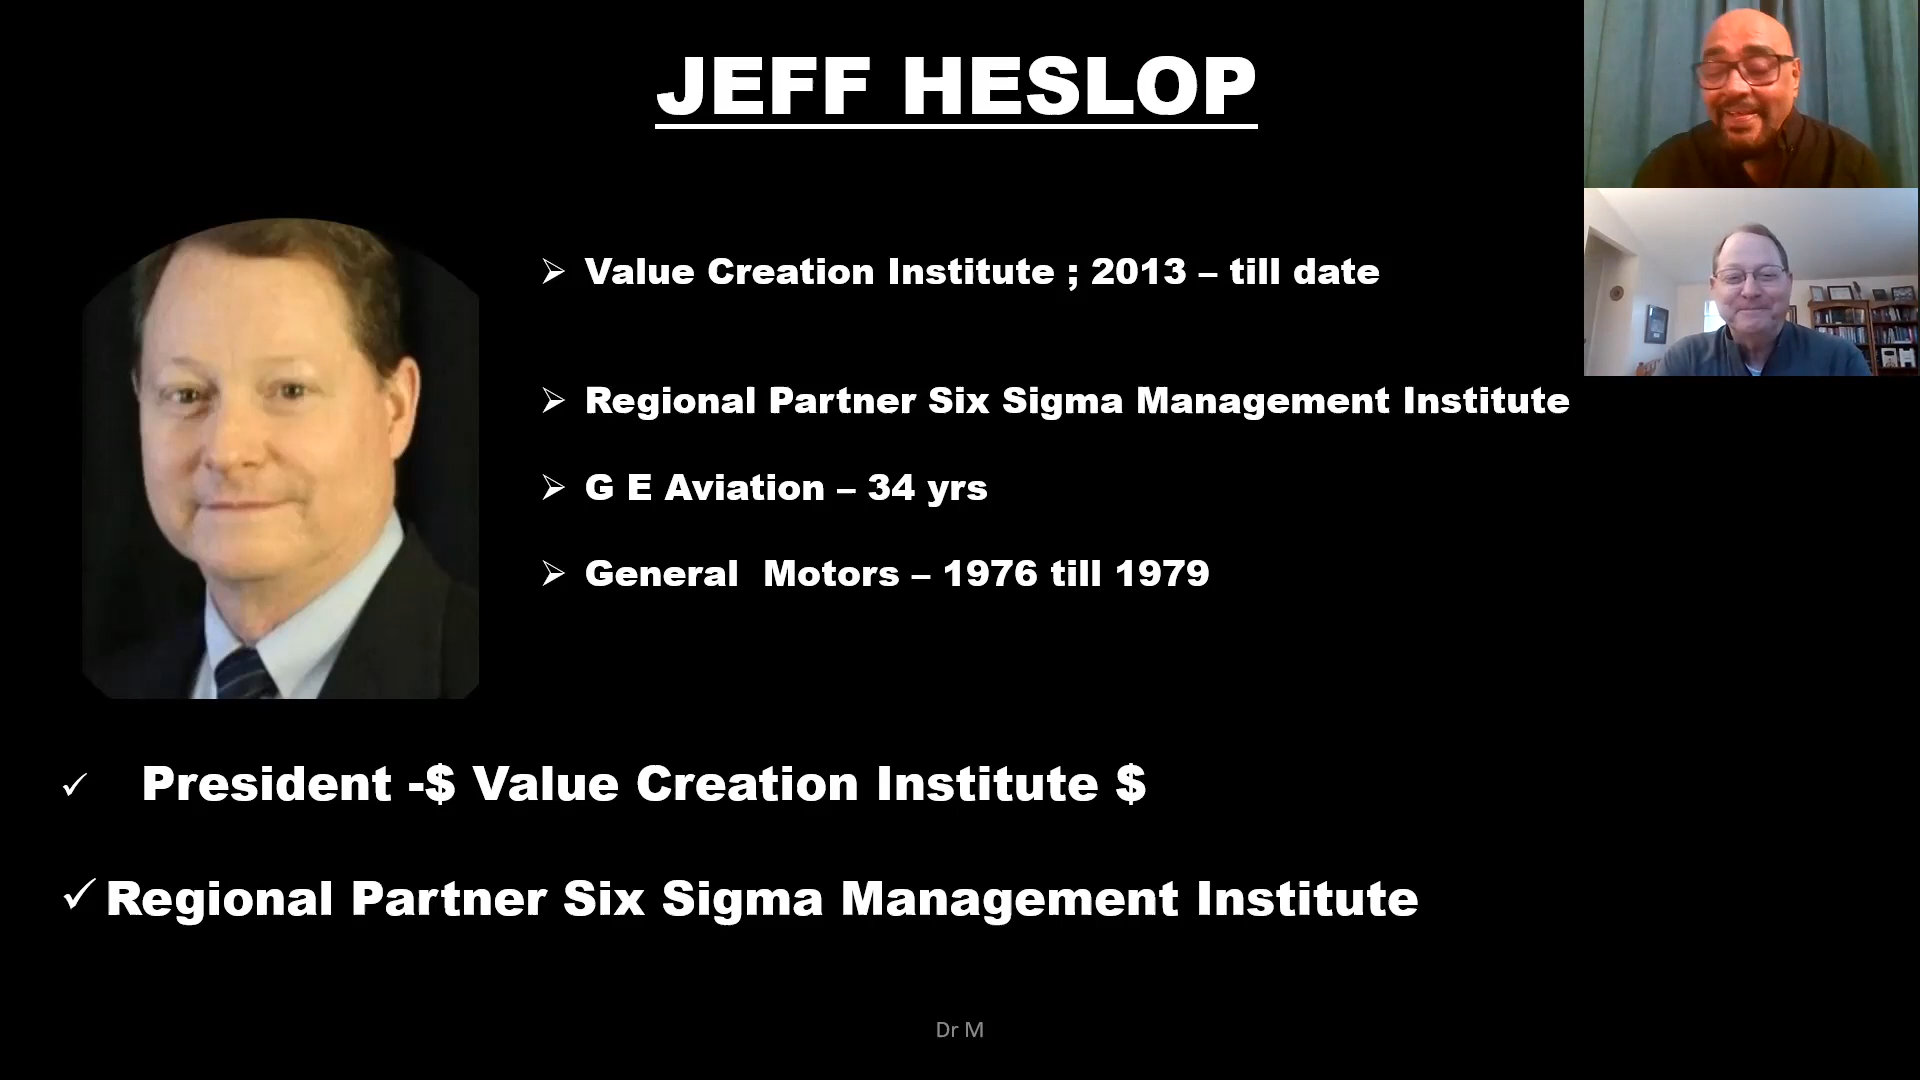 JEFF HESLOP
Value Creation Institute ; 2013 – till date
Regional Partner Six Sigma Management Institute
G E Aviation – 34 yrs
General  Motors – 1976 till 1979
President -$ Value Creation Institute $
Regional Partner Six Sigma Management Institute
Dr M